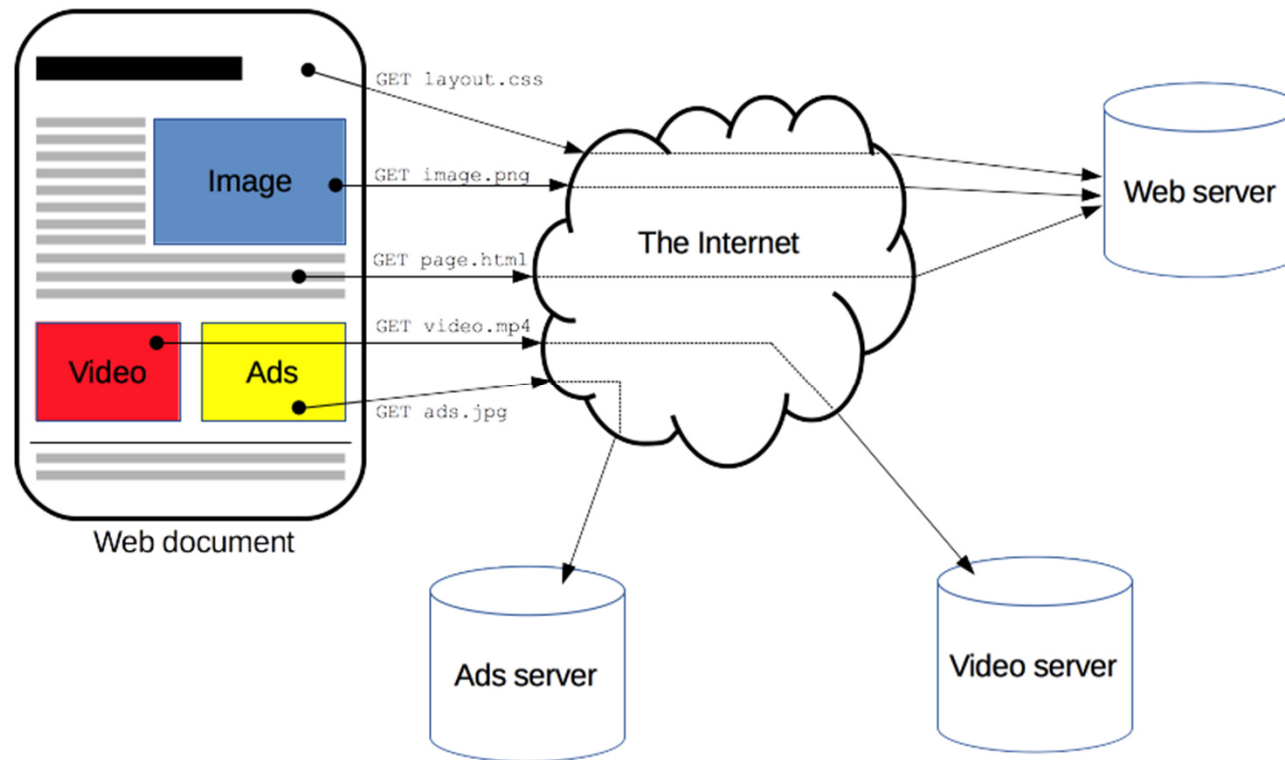 GET layout.css
Image
GET image.png
Web server
The Internet
GET page.html
GET video.mp4
Video
Ads
GET ads.jpg
Web document
Ads server
Video server